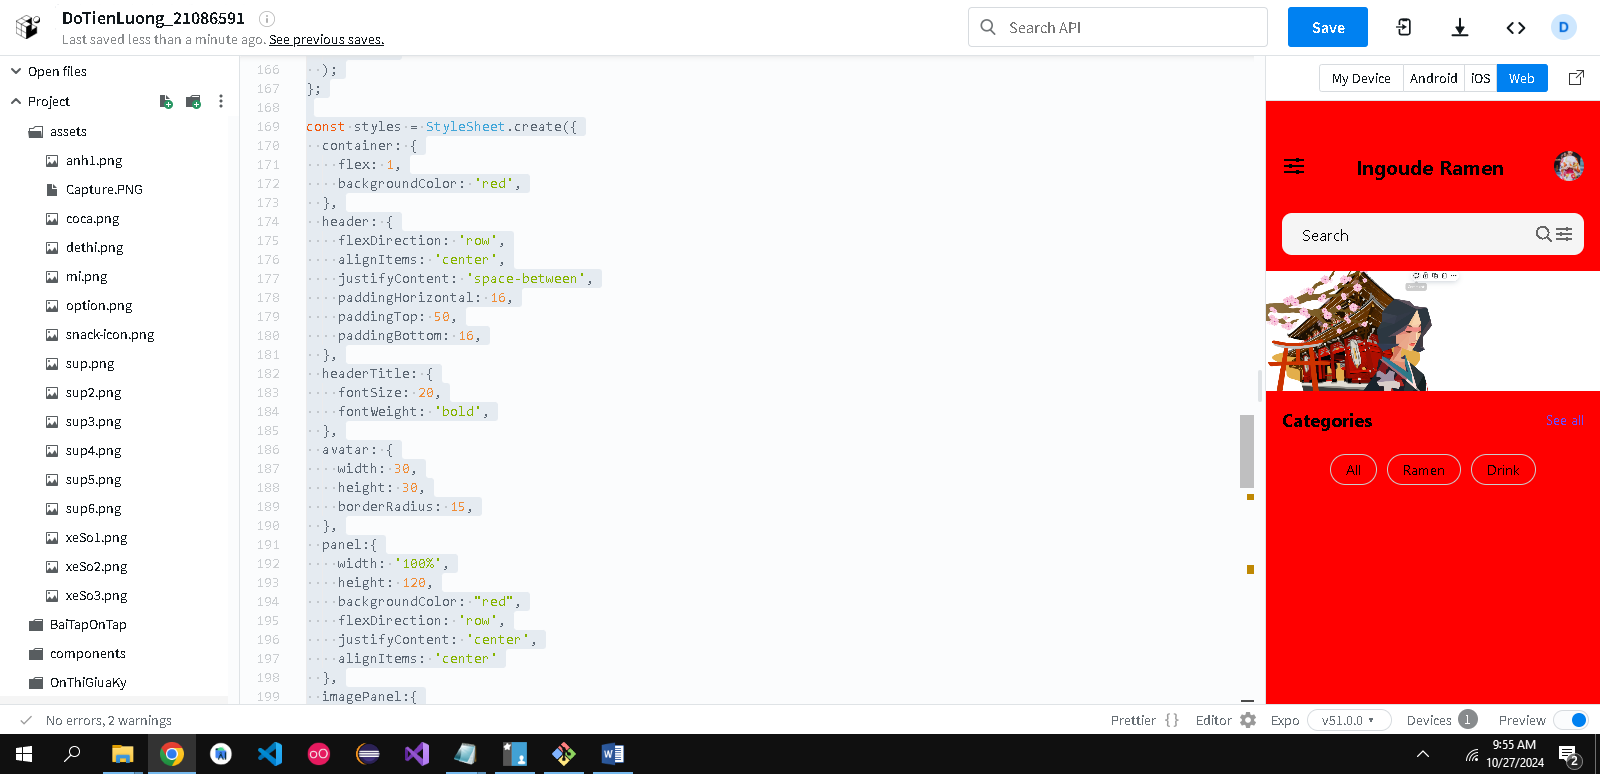 DoTienLuong_21086591
Last saved less than a minute ago. See previous saves.
Search API
Save
D
Open files
Project
assets
anh1.png
Capture.PNG
coca.png
dethi.png
mi.png
option.png
snack-icon.png
sup.png
sup2.png
sup3.png
sup4.png
sup5.png
sup6.png
xeSo1.png
xeSo2.png
xeSo3.png
BaiTapOnTap
components
OnThiGiuaKy
166 );
167 };
168
169 const styles = StyleSheet.create({
170 container: {
171 flex: 1,
172 backgroundColor: 'red',
173 },
174 header: {
175 flexDirection: 'row',
176 alignItems: 'center',
177 justifyContent: 'space-between',
178 paddingHorizontal: 16,
179 paddingTop: 50,
180 paddingBottom: 16,
181 },
182 headerTitle: {
183 fontSize: 20,
184 fontWeight: 'bold',
185 },
186 avatar: {
187 width: 30,
188 height: 30,
189 borderRadius: 15,
190 },
191 panel:{
192 width: '100%',
193 height: 120,
194 backgroundColor: "red",
195 flexDirection: 'row',
196 justifyContent: 'center',
197 alignItems: 'center'
198 },
199 imagePanel:{
My Device Android iOS Web
Ingoude Ramen
Search
Categories See all
All Ramen Drink
No errors, 2 warnings
Prettier {} Editor Expo v51.0.0 Devices 1 Preview
9:55 AM
10/27/2024
2